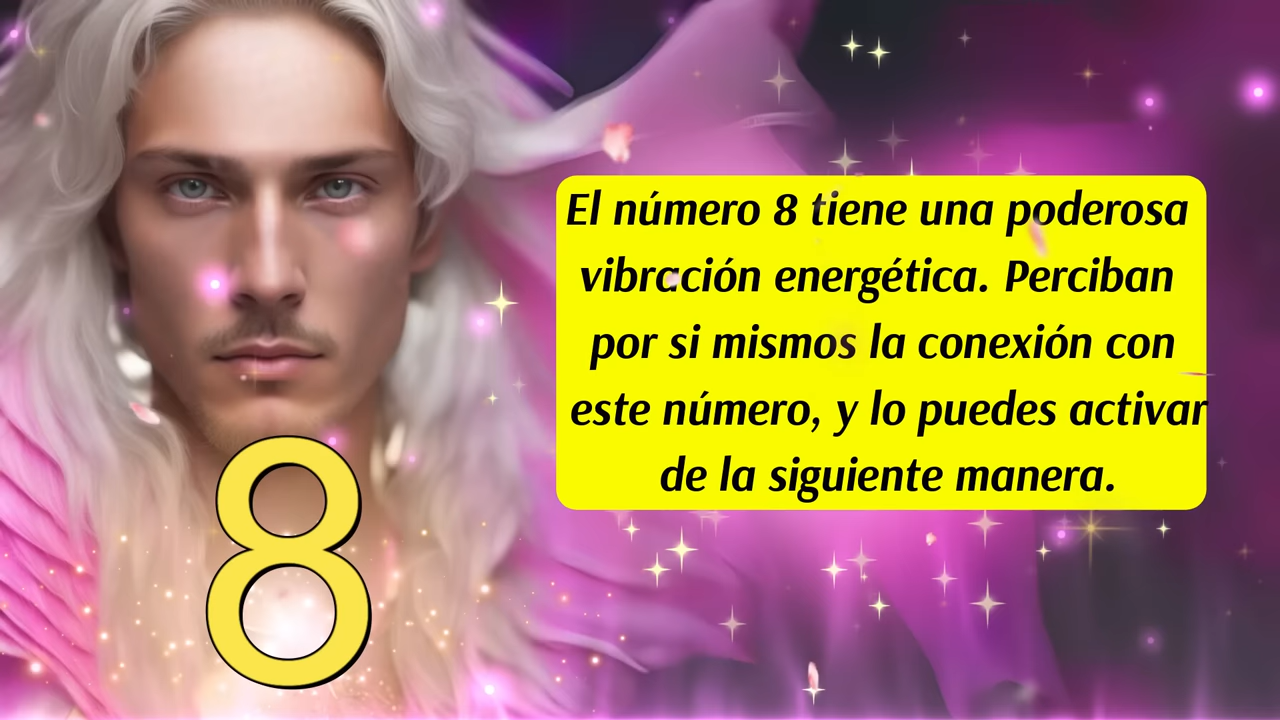 El número 8 tiene una poderosa
vibración energética. Perciban
por si mismos la conexión con
este número, y lo puedes activar
de la siguiente manera.
8